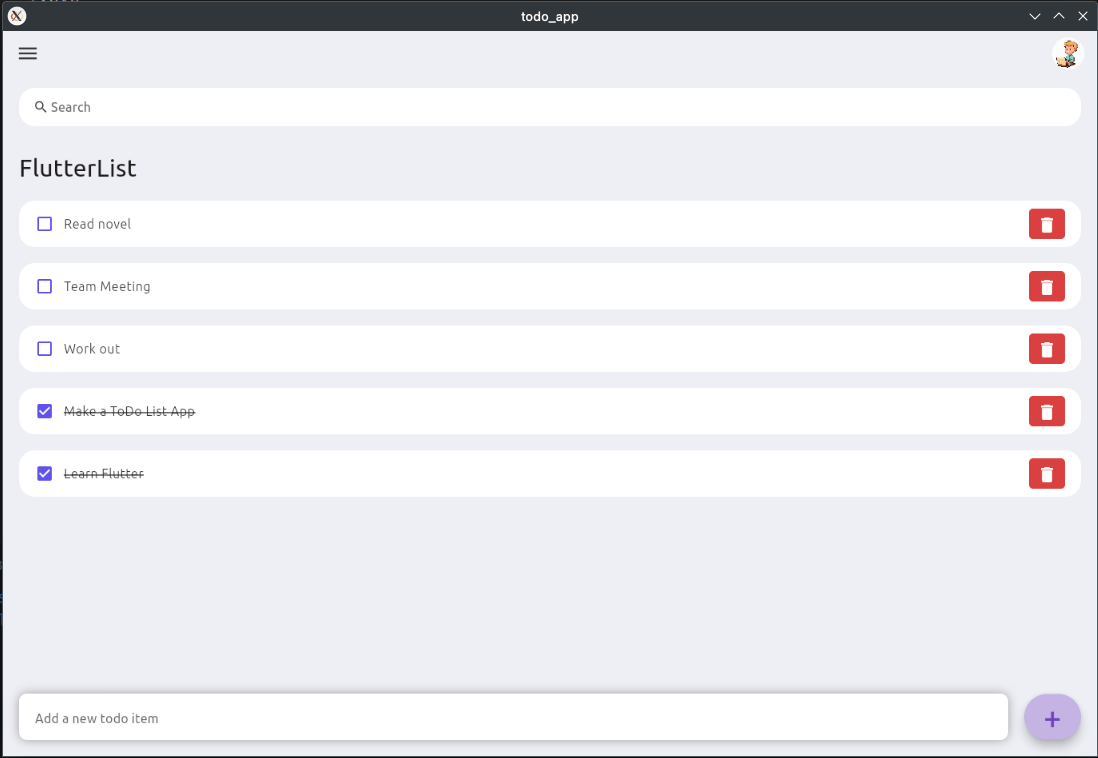 todo_app
Search
FlutterList
Read novel
Team Meeting
Work out
Make a ToDo List App
Learn Flutter
Add a new todo item